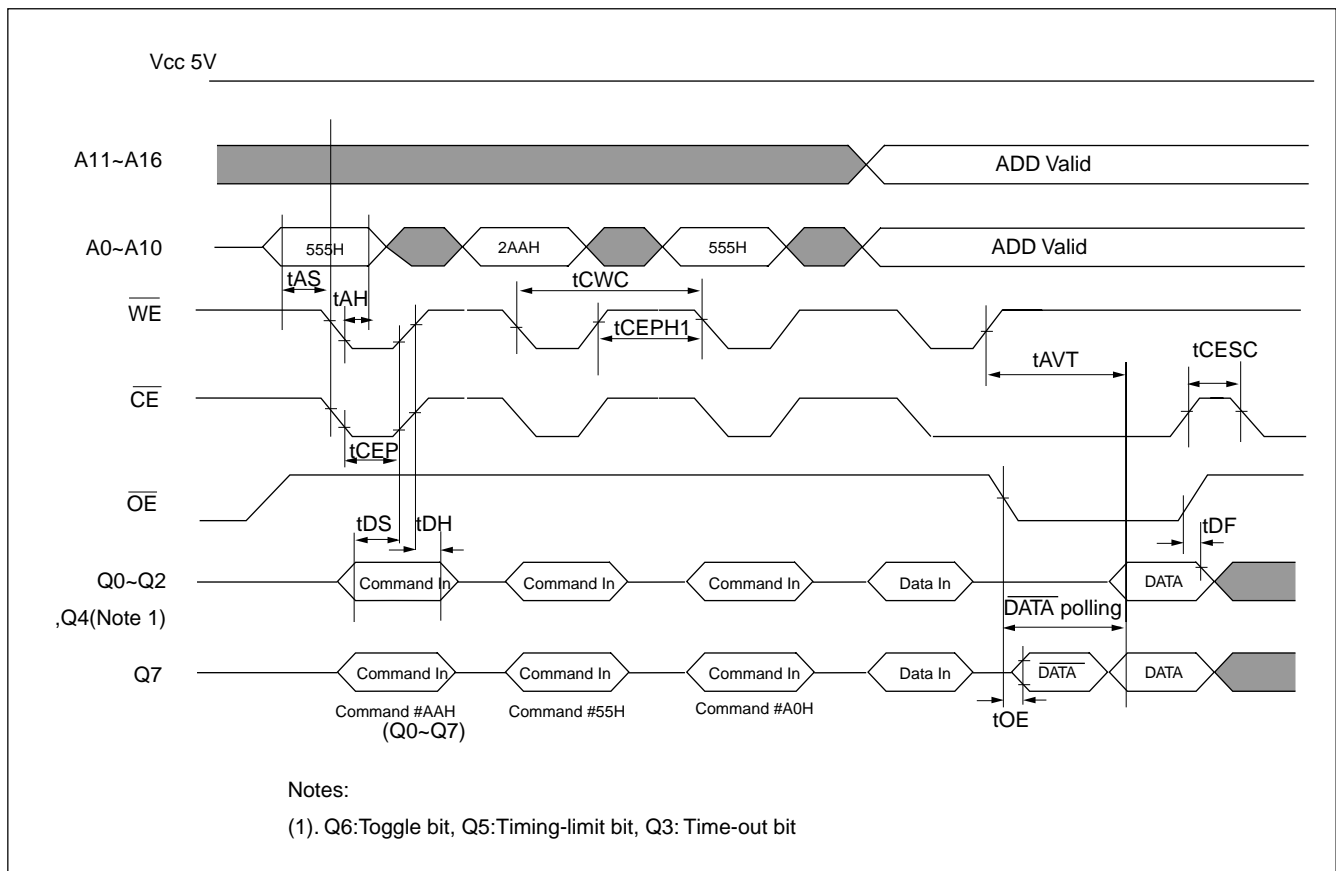 Vcc 5V
A11~A16
ADD Valid
A0~A10
555H
2AAH
555H
ADD Valid
tAS
tAH
tCWC
WE
tCEPH1
tAVT
tCESC
CE
tCEP
OE
tDS
tDH
tDF
Q0~Q2
Command In
Command In
Command In
Data In
DATA
,Q4(Note 1)
DATA polling
Q7
Command In
Command In
Command In
Data In
DATA
DATA
Command #AAH
Command #55H
Command #A0H
(Q0~Q7)
tOE
Notes:
(1). Q6:Toggle bit, Q5:Timing-limit bit, Q3: Time-out bit